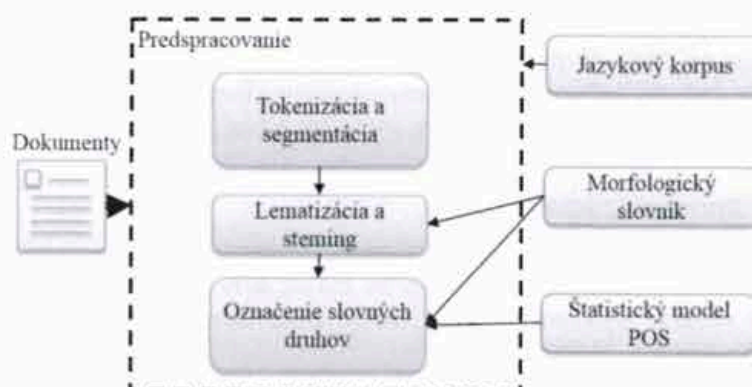 Predspracovanie
Jazykový korpus
Tokenizácia a
segmentácia
Dokumenty
Morfologický
slovník
Lematizácia a
steming
Označenie slovných
druhov
Štatistický model
POS